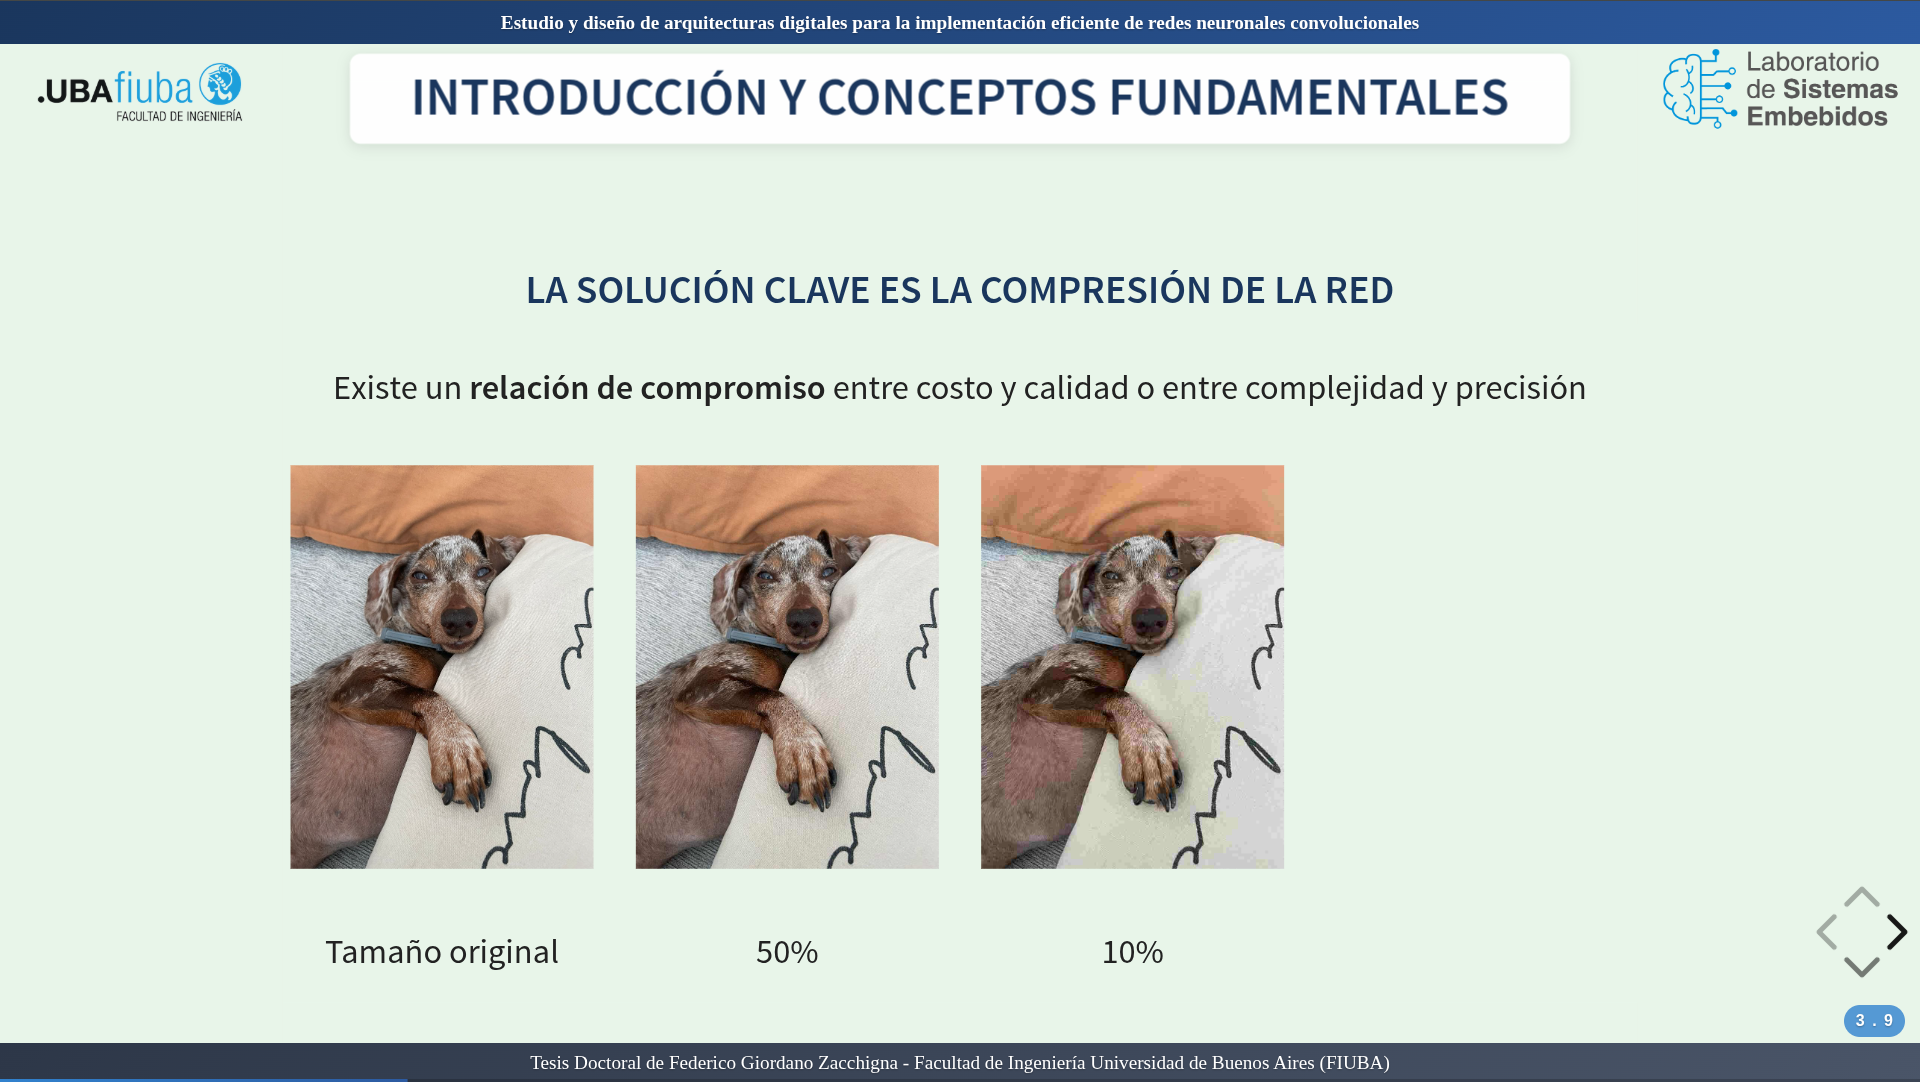 Estudio y diseño de arquitecturas digitales para la implementación eficiente de redes neuronales convolucionales
.UBAfiuba
FACULTAD DE INGENIERÍA
INTRODUCCIÓN Y CONCEPTOS FUNDAMENTALES
Laboratorio
de Sistemas
Embebidos
LA SOLUCIÓN CLAVE ES LA COMPRESIÓN DE LA RED
Existe un relación de compromiso entre costo y calidad o entre complejidad y precisión
Tamaño original
50%
10%
3 . 9
Tesis Doctoral de Federico Giordano Zacchigna - Facultad de Ingeniería Universidad de Buenos Aires (FIUBA)